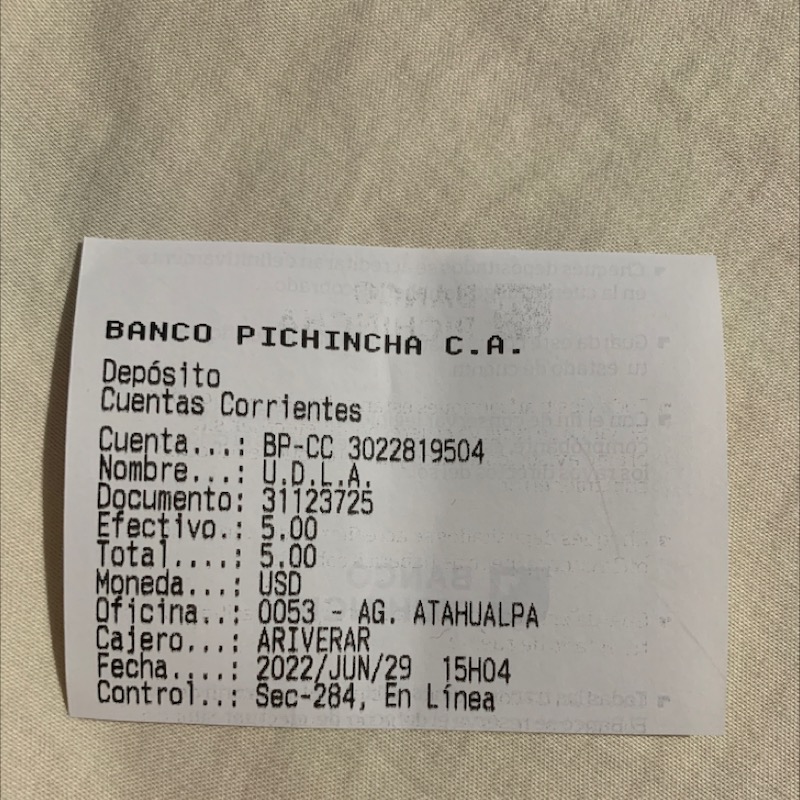 BANCO PICHINCHA C.A.
Depósito
Cuentas Corrientes
Cuenta...: BP-CC 3022819504
Nombre...: U.D.L.A.
Documento: 31123725
Efectivo.: 5.00
Total....: 5.00
Moneda...: USD
Oficina..: 0053 - AG. ATAHUALPA
Cajero...: ARIVERAR
Fecha....: 2022/JUN/29 15H04
Control..: Sec-284, En Línea